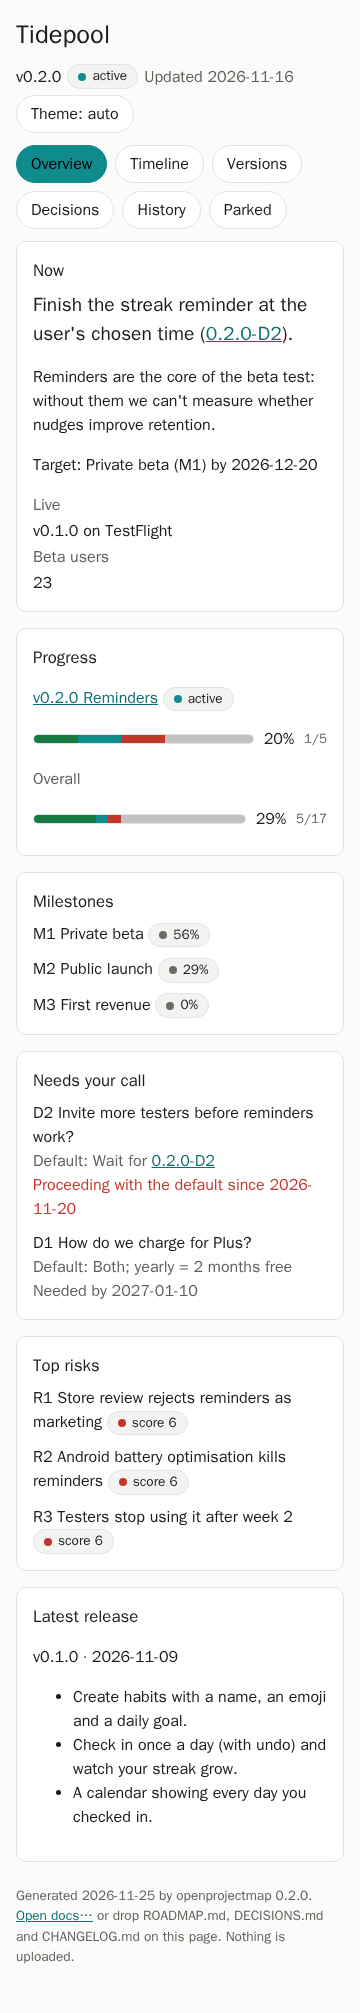 Tidepool
v0.2.0 active Updated 2026-11-16
Theme: auto
Overview Timeline Versions
Decisions History Parked
Now
Finish the streak reminder at the
user's chosen time (0.2.0-D2).
Reminders are the core of the beta test:
without them we can't measure whether
nudges improve retention.
Target: Private beta (M1) by 2026-12-20
Live
v0.1.0 on TestFlight
Beta users
23
Progress
v0.2.0 Reminders active
20% 1/5
Overall
29% 5/17
Milestones
M1 Private beta 56%
M2 Public launch 29%
M3 First revenue 0%
Needs your call
D2 Invite more testers before reminders
work?
Default: Wait for 0.2.0-D2
Proceeding with the default since 2026-
11-20
D1 How do we charge for Plus?
Default: Both; yearly = 2 months free
Needed by 2027-01-10
Top risks
R1 Store review rejects reminders as
marketing score 6
R2 Android battery optimisation kills
reminders score 6
R3 Testers stop using it after week 2
score 6
Latest release
v0.1.0 · 2026-11-09
• Create habits with a name, an emoji
and a daily goal.
• Check in once a day (with undo) and
watch your streak grow.
• A calendar showing every day you
checked in.
Generated 2026-11-25 by openprojectmap 0.2.0.
Open docs… or drop ROADMAP.md, DECISIONS.md
and CHANGELOG.md on this page. Nothing is
uploaded.